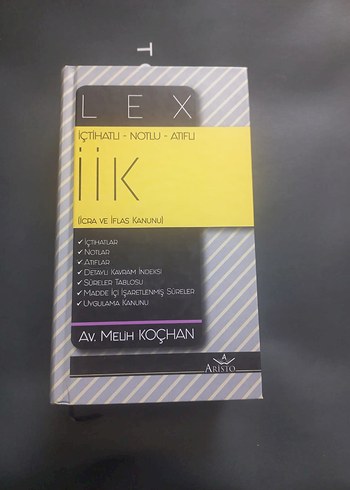 LEX
İÇTİHATLI - NOTLU - ATIFLI
İİK
(İCRA VE İFLAS KANUNU)
✓ İÇTİHATLAR
✓ NOTLAR
✓ ATIFLAR
✓ DETAYLI KAVRAM İNDEKSİ
✓ SÜRELER TABLOSU
✓ MADDE İÇİ İŞARETLENMİŞ SÜRELER
✓ UYGULAMA KANUNU
AV. MELİH KOÇHAN
ARİSTO